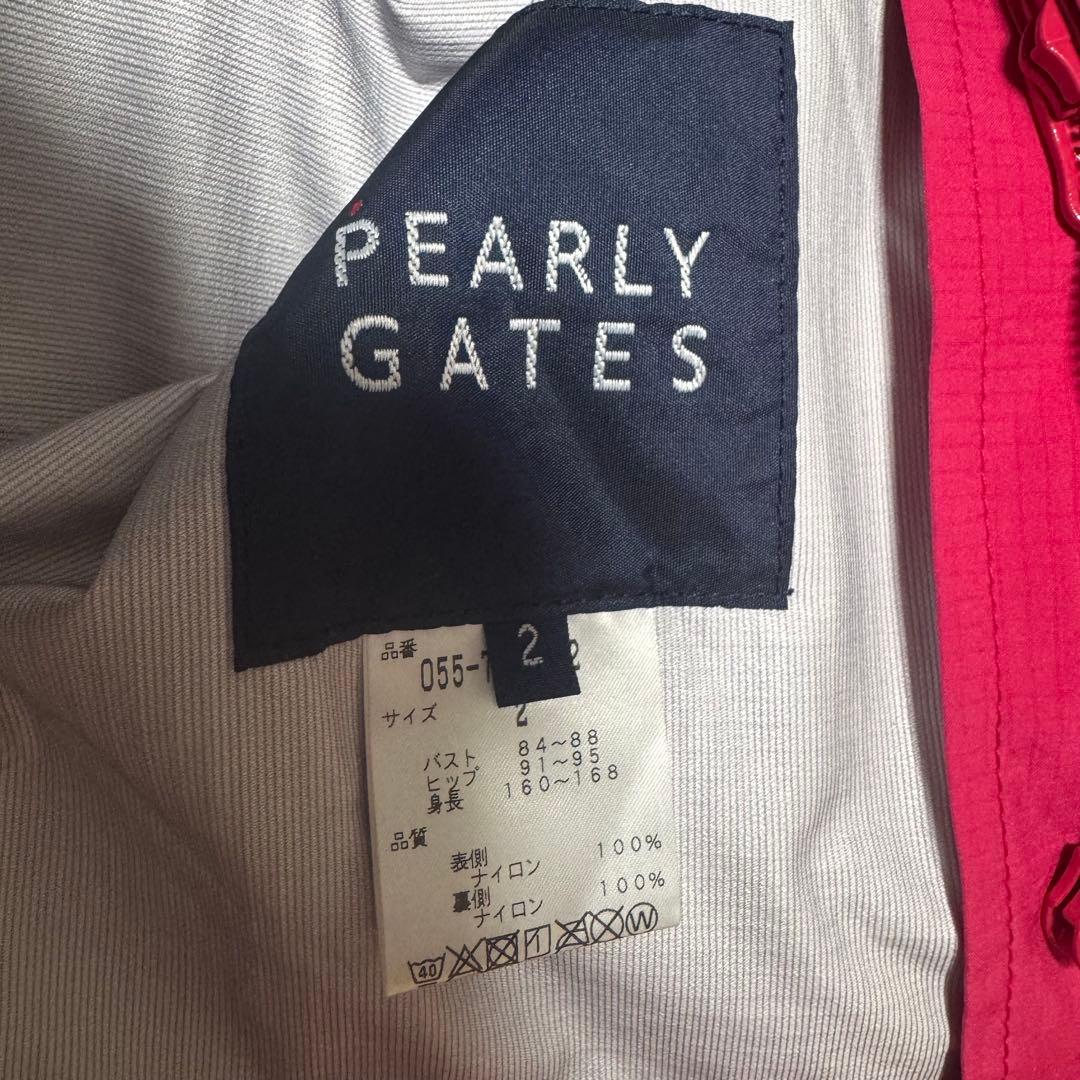 PEARLY
GATES
2
品番
055-7 2
サイズ 2
バスト 84~88
ヒップ 91~95
身長 160~168
品質
表側
ナイロン 100%
裏側
ナイロン 100%
40 W